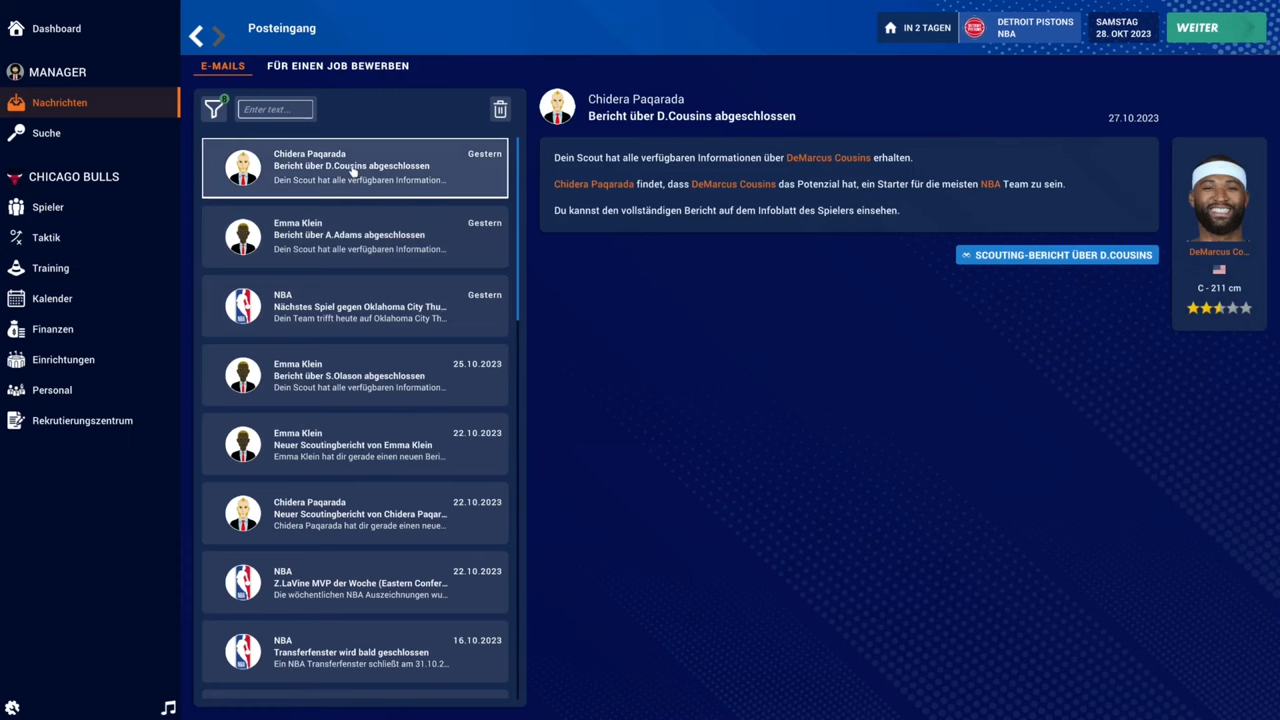 Dashboard
MANAGER
Nachrichten
Suche
CHICAGO BULLS
Spieler
Taktik
Training
Kalender
Finanzen
Einrichtungen
Personal
Rekrutierungszentrum
Posteingang
IN 2 TAGEN
DETROIT PISTONS
NBA
SAMSTAG
28. OKT 2023
WEITER
E-MAILS
FÜR EINEN JOB BEWERBEN
Enter text...
Chidera Paqarada
Gestern
Bericht über D.Cousins abgeschlossen
Dein Scout hat alle verfügbaren Information...
Emma Klein
Gestern
Bericht über A.Adams abgeschlossen
Dein Scout hat alle verfügbaren Information...
NBA
Gestern
Nächstes Spiel gegen Oklahoma City Thu...
Dein Team trifft heute auf Oklahoma City Th...
Emma Klein
25.10.2023
Bericht über S.Olason abgeschlossen
Dein Scout hat alle verfügbaren Information...
Emma Klein
22.10.2023
Neuer Scoutingbericht von Emma Klein
Emma Klein hat dir gerade einen neuen Beri...
Chidera Paqarada
22.10.2023
Neuer Scoutingbericht von Chidera Paqar...
Chidera Paqarada hat dir gerade einen neue...
NBA
22.10.2023
Z.LaVine MVP der Woche (Eastern Confer...
Die wöchentlichen NBA Auszeichnungen wu...
NBA
16.10.2023
Transferfenster wird bald geschlossen
Ein NBA Transferfenster schließt am 31.10.2...
Chidera Paqarada
Bericht über D.Cousins abgeschlossen
27.10.2023
Dein Scout hat alle verfügbaren Informationen über DeMarcus Cousins erhalten.
Chidera Paqarada findet, dass DeMarcus Cousins das Potenzial hat, ein Starter für die meisten NBA Team zu sein.
Du kannst den vollständigen Bericht auf dem Infoblatt des Spielers einsehen.
SCOUTING-BERICHT ÜBER D.COUSINS
DeMarcus Co...
C - 211 cm